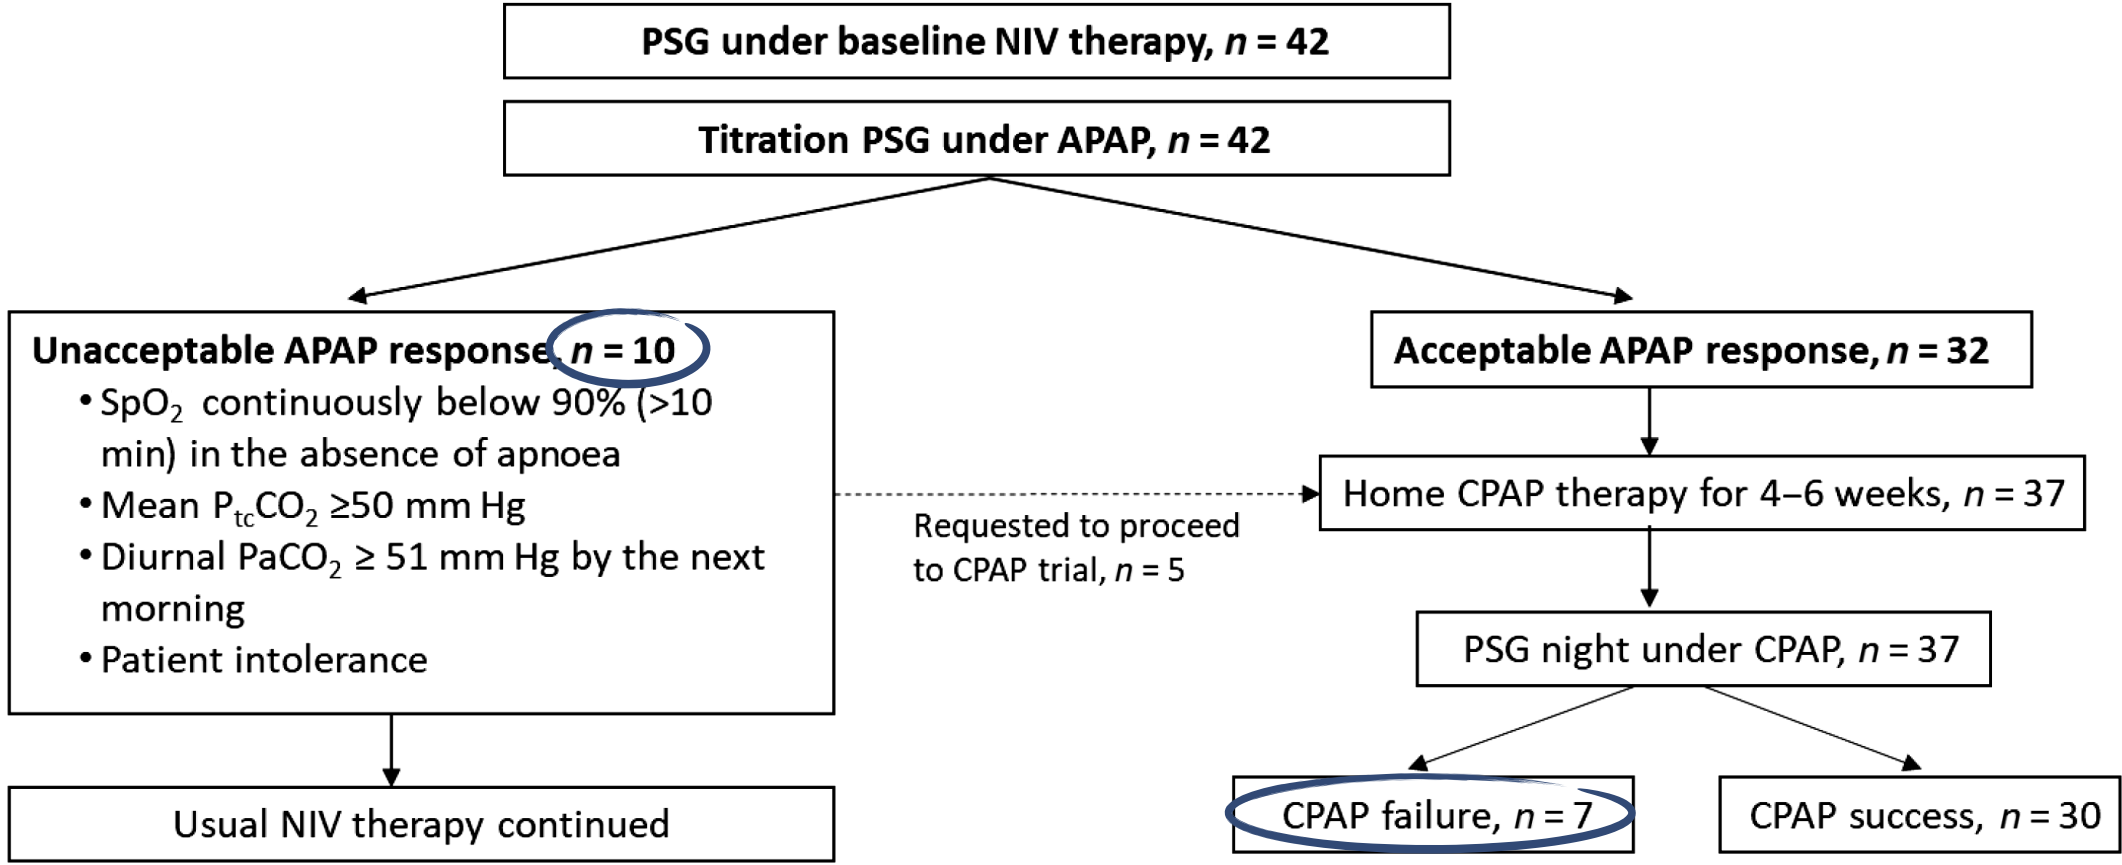 PSG under baseline NIV therapy, n = 42
Titration PSG under APAP, n = 42
Unacceptable APAP response, n = 10
• SpO₂ continuously below 90% (>10
min) in the absence of apnoea
• Mean PtcCO₂ ≥50 mm Hg
• Diurnal PaCO₂ ≥ 51 mm Hg by the next
morning
• Patient intolerance
Usual NIV therapy continued
Requested to proceed
to CPAP trial, n = 5
Acceptable APAP response, n = 32
Home CPAP therapy for 4–6 weeks, n = 37
PSG night under CPAP, n = 37
CPAP failure, n = 7
CPAP success, n = 30